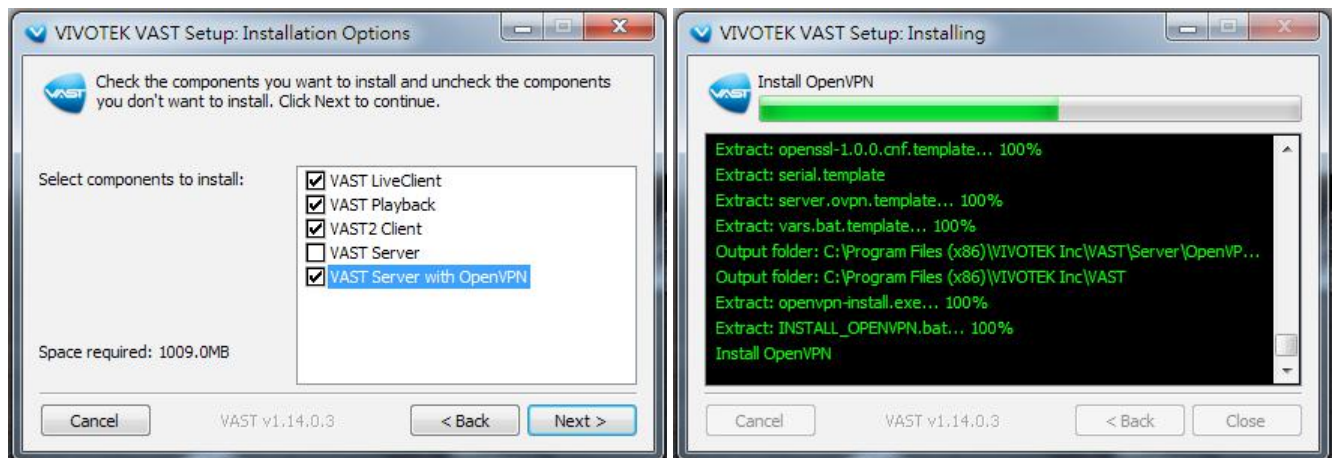 VIVOTEK VAST Setup: Installation Options
VAST
Check the components you want to install and uncheck the components
you don't want to install. Click Next to continue.
Select components to install:
VAST LiveClient
VAST Playback
VAST2 Client
VAST Server
VAST Server with OpenVPN
Space required: 1009.0MB
Cancel
VAST v1.14.0.3
< Back
Next >
VIVOTEK VAST Setup: Installing
VAST
Install OpenVPN
Extract: openssl-1.0.0.cnf.template... 100%
Extract: serial.template
Extract: server.ovpn.template... 100%
Extract: vars.bat.template... 100%
Output folder: C:\Program Files (x86)\VIVOTEK Inc\VAST\Server\OpenVP...
Output folder: C:\Program Files (x86)\VIVOTEK Inc\VAST
Extract: openvpn-install.exe... 100%
Extract: INSTALL_OPENVPN.bat... 100%
Install OpenVPN
Cancel
VAST v1.14.0.3
< Back
Close